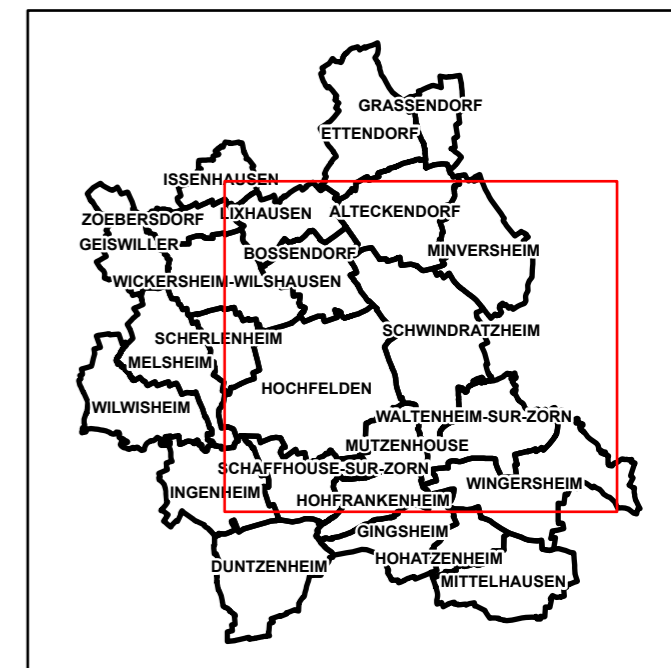 GRASSENDORF
ETTENDORF
ISSENHAUSEN
ZOEBERSDORF
LIXHAUSEN
ALTECKENDORF
GEISWILLER
BOSSENDORF
MINVERSHEIM
WICKERSHEIM-WILSHAUSEN
SCHERLENHEIM
SCHWINDRATZHEIM
MELSHEIM
HOCHFELDEN
WILWISHEIM
WALTENHEIM-SUR-ZORN
MUTZENHOUSE
SCHAFFHOUSE-SUR-ZORN
INGENHEIM
WINGERSHEIM
HOHFRANKENHEIM
GINGSHEIM
DUNTZENHEIM
HOHATZENHEIM
MITTELHAUSEN